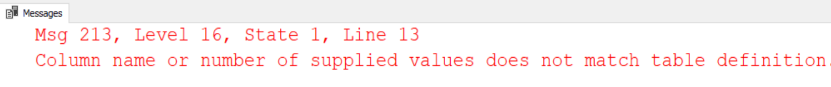 Messages
Msg 213, Level 16, State 1, Line 13
Column name or number of supplied values does not match table definition.